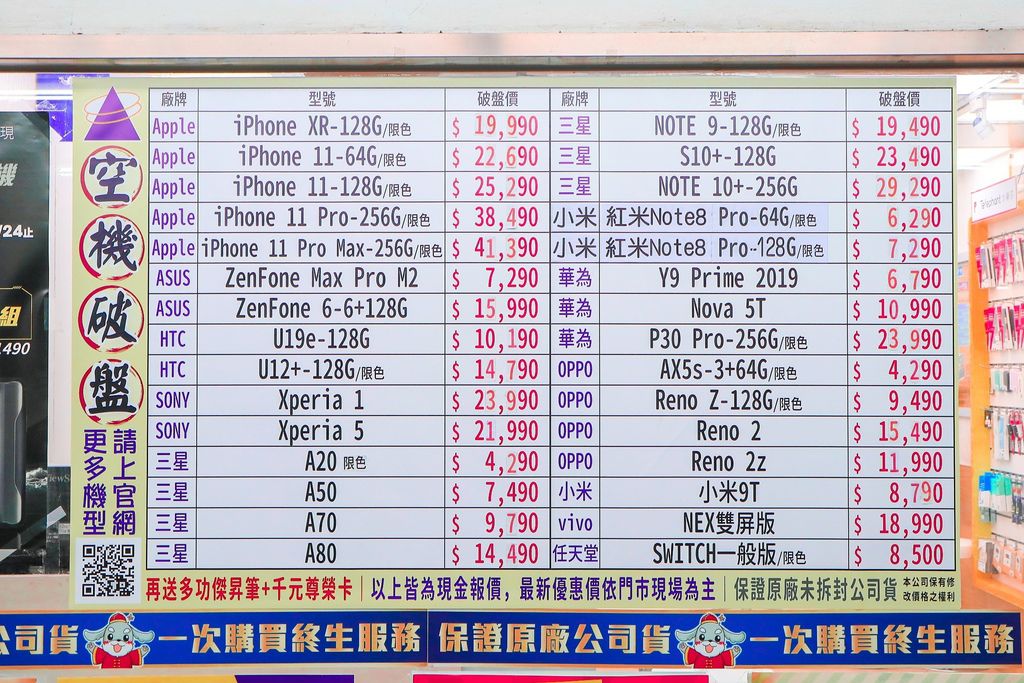 廠牌 型號 破盤價 廠牌 型號 破盤價
Apple iPhone XR-128G/限色 $ 19,990 三星 NOTE 9-128G/限色 $ 19,490
Apple iPhone 11-64G/限色 $ 22,690 三星 S10+-128G $ 23,490
Apple iPhone 11-128G/限色 $ 25,290 三星 NOTE 10+-256G $ 29,290
Apple iPhone 11 Pro-256G/限色 $ 38,490 小米 紅米Note8 Pro-64G/限色 $ 6,290
Apple iPhone 11 Pro Max-256G/限色 $ 41,390 小米 紅米Note8 Pro-128G/限色 $ 7,290
ASUS ZenFone Max Pro M2 $ 7,290 華為 Y9 Prime 2019 $ 6,790
ASUS ZenFone 6-6+128G $ 15,990 華為 Nova 5T $ 10,990
HTC U19e-128G $ 10,190 華為 P30 Pro-256G/限色 $ 23,990
HTC U12+-128G/限色 $ 14,790 OPPO AX5s-3+64G/限色 $ 4,290
SONY Xperia 1 $ 23,990 OPPO Reno Z-128G/限色 $ 9,490
SONY Xperia 5 $ 21,990 OPPO Reno 2 $ 15,490
三星 A20 限色 $ 4,290 OPPO Reno 2z $ 11,990
三星 A50 $ 7,490 小米 小米9T $ 8,790
三星 A70 $ 9,790 vivo NEX雙屏版 $ 18,990
三星 A80 $ 14,490 任天堂 SWITCH一般版/限色 $ 8,500
空機破盤
請上官網
更多機型
再送多功傑昇筆+千元尊榮卡｜以上皆為現金報價，最新優惠價依門市現場為主｜保證原廠未拆封公司貨 本公司保有修
改價格之權利
公司貨 一次購買終生服務 保證原廠公司貨 一次購買終生服務
現
機
/24止
組
,490